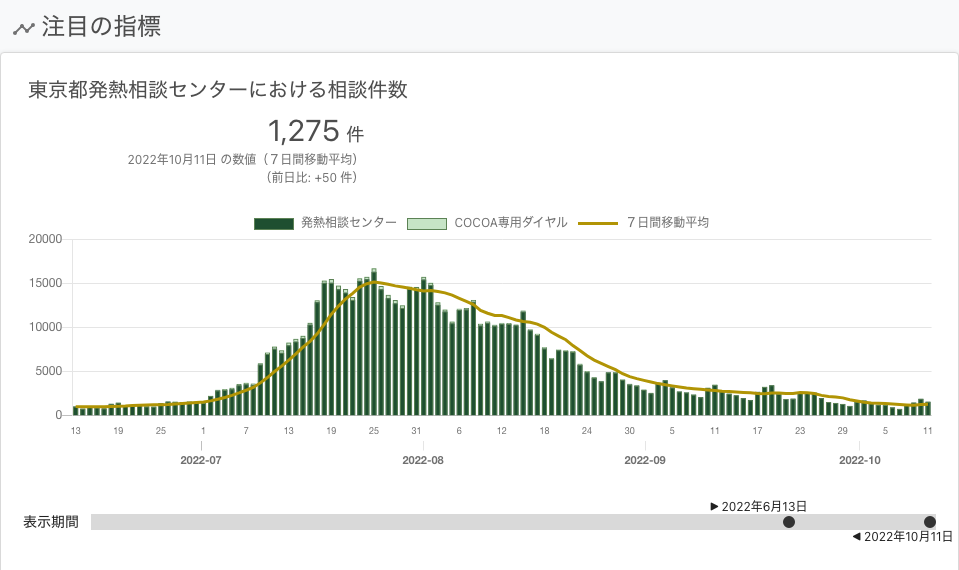 注目の指標
東京都発熱相談センターにおける相談件数
1,275 件
2022年10月11日 の数値（７日間移動平均）
（前日比: +50 件）
発熱相談センター COCOA専用ダイヤル ７日間移動平均
20000
15000
10000
5000
0
13 19 25 1 7 13 19 25 31 6 12 18 24 30 5 11 17 23 29 5 11
2022-07 2022-08 2022-09 2022-10
▶ 2022年6月13日
表示期間
◀ 2022年10月11日